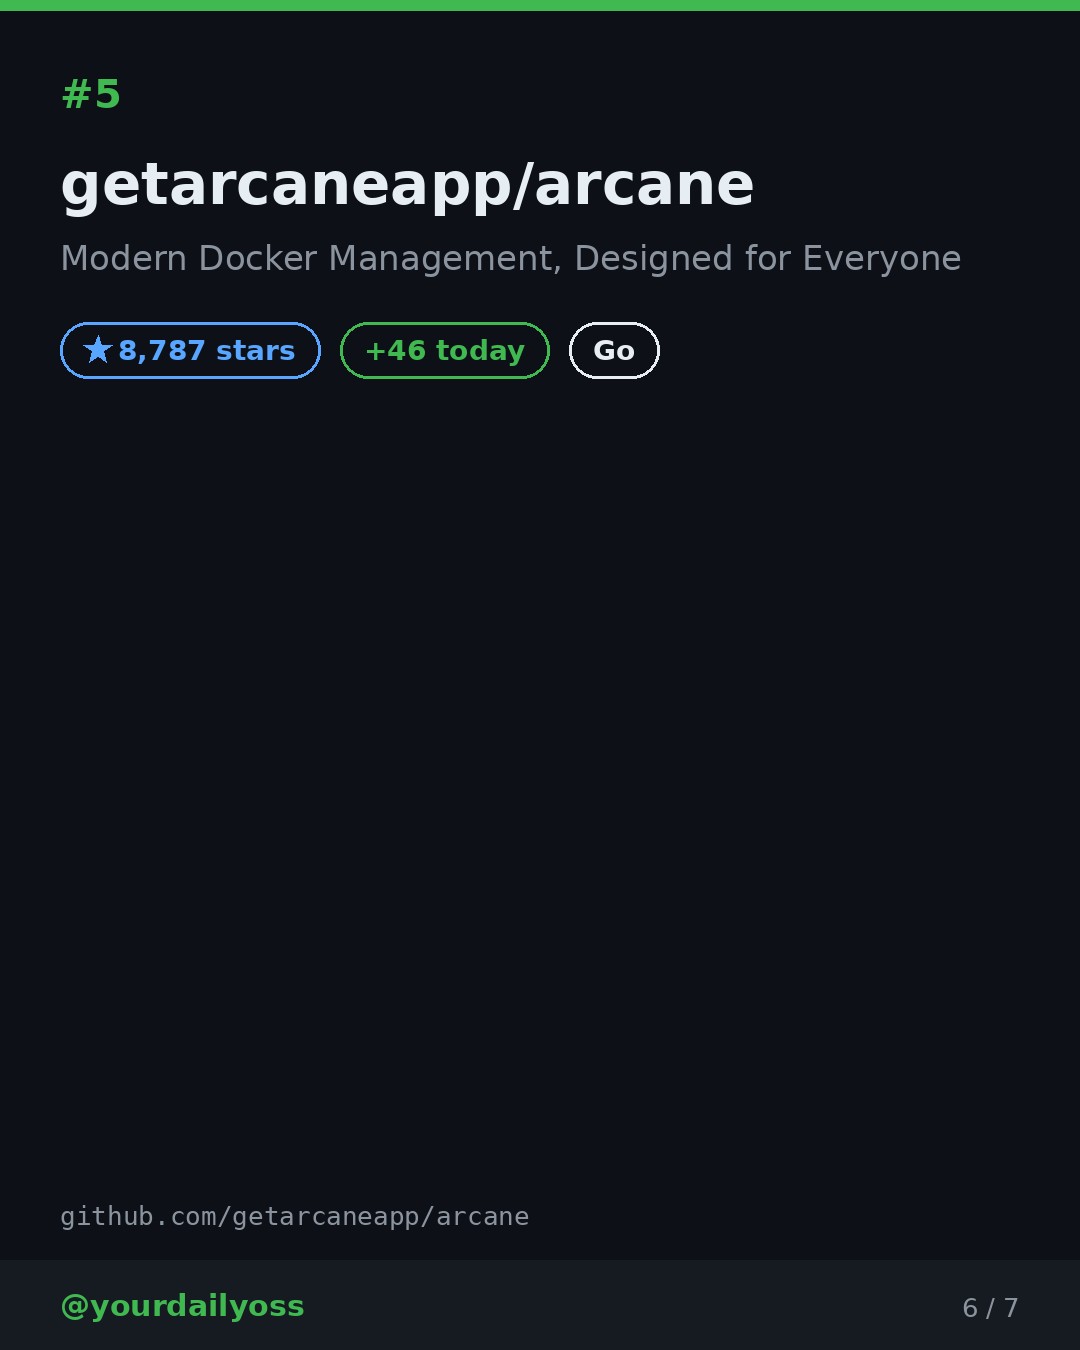 #5
getarcaneapp/arcane
Modern Docker Management, Designed for Everyone
★ 8,787 stars +46 today Go
github.com/getarcaneapp/arcane
@yourdailyoss 6 / 7